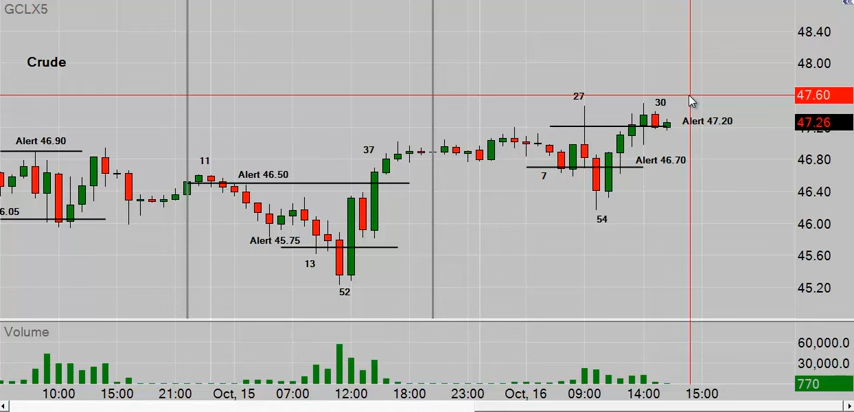 GCLX5
Crude
48.40
48.00
47.60
47.26
46.80
46.40
46.00
45.60
45.20
Alert 46.90
6.05
11
Alert 46.50
37
Alert 45.75
13
52
27
30
Alert 47.20
Alert 46.70
7
54
Volume
60,000.0
30,000.0
770
10:00 15:00 21:00 Oct, 15 07:00 12:00 18:00 23:00 Oct, 16 09:00 14:00 15:00